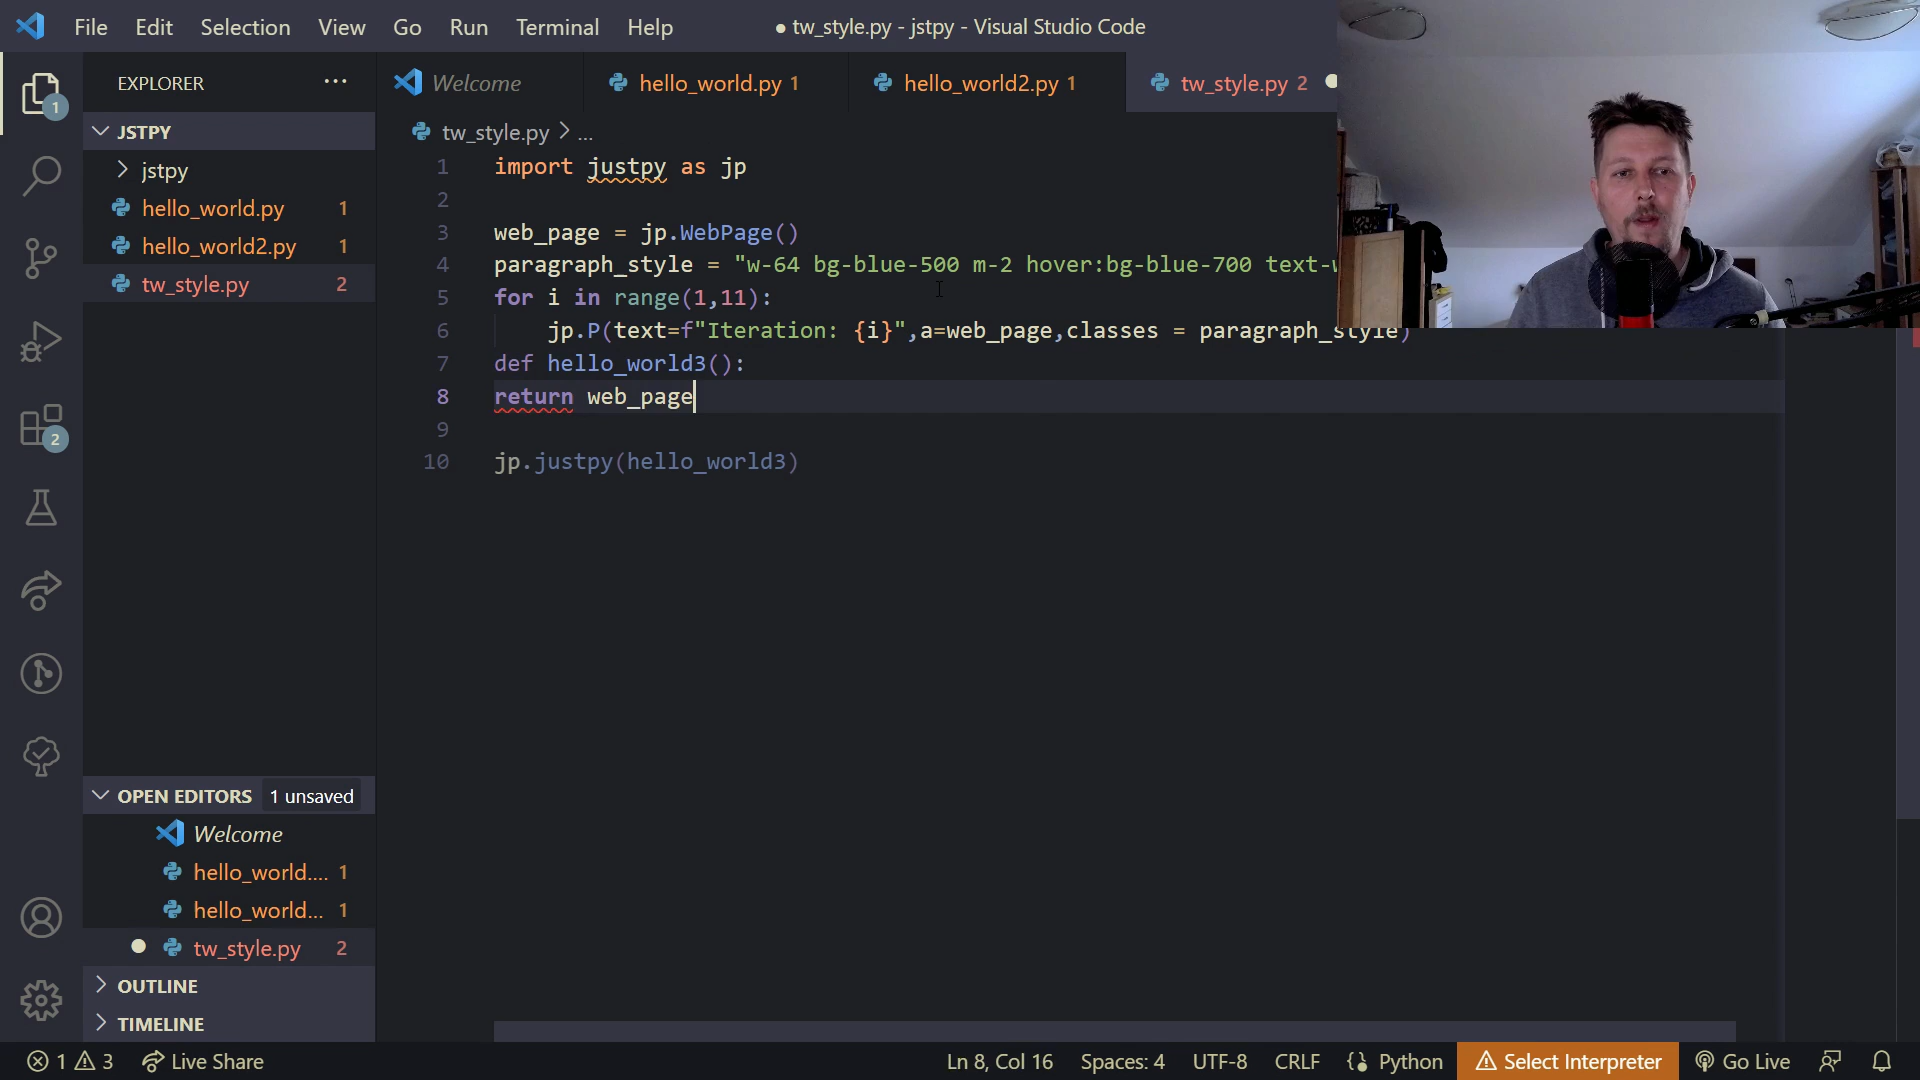 File Edit Selection View Go Run Terminal Help
● tw_style.py - jstpy - Visual Studio Code
EXPLORER ···
Welcome
hello_world.py 1
hello_world2.py 1
tw_style.py 2
JSTPY
jstpy
hello_world.py 1
hello_world2.py 1
tw_style.py 2
tw_style.py > ...
1 import justpy as jp
2
3 web_page = jp.WebPage()
4 paragraph_style = "w-64 bg-blue-500 m-2 hover:bg-blue-700 text-w
5 for i in range(1,11):
6 jp.P(text=f"Iteration: {i}",a=web_page,classes = paragraph_style)
7 def hello_world3():
8 return web_page
9
10 jp.justpy(hello_world3)
1
2
OPEN EDITORS 1 unsaved
Welcome
hello_world.... 1
hello_world... 1
tw_style.py 2
OUTLINE
TIMELINE
1 3 Live Share
Ln 8, Col 16 Spaces: 4 UTF-8 CRLF Python Select Interpreter Go Live